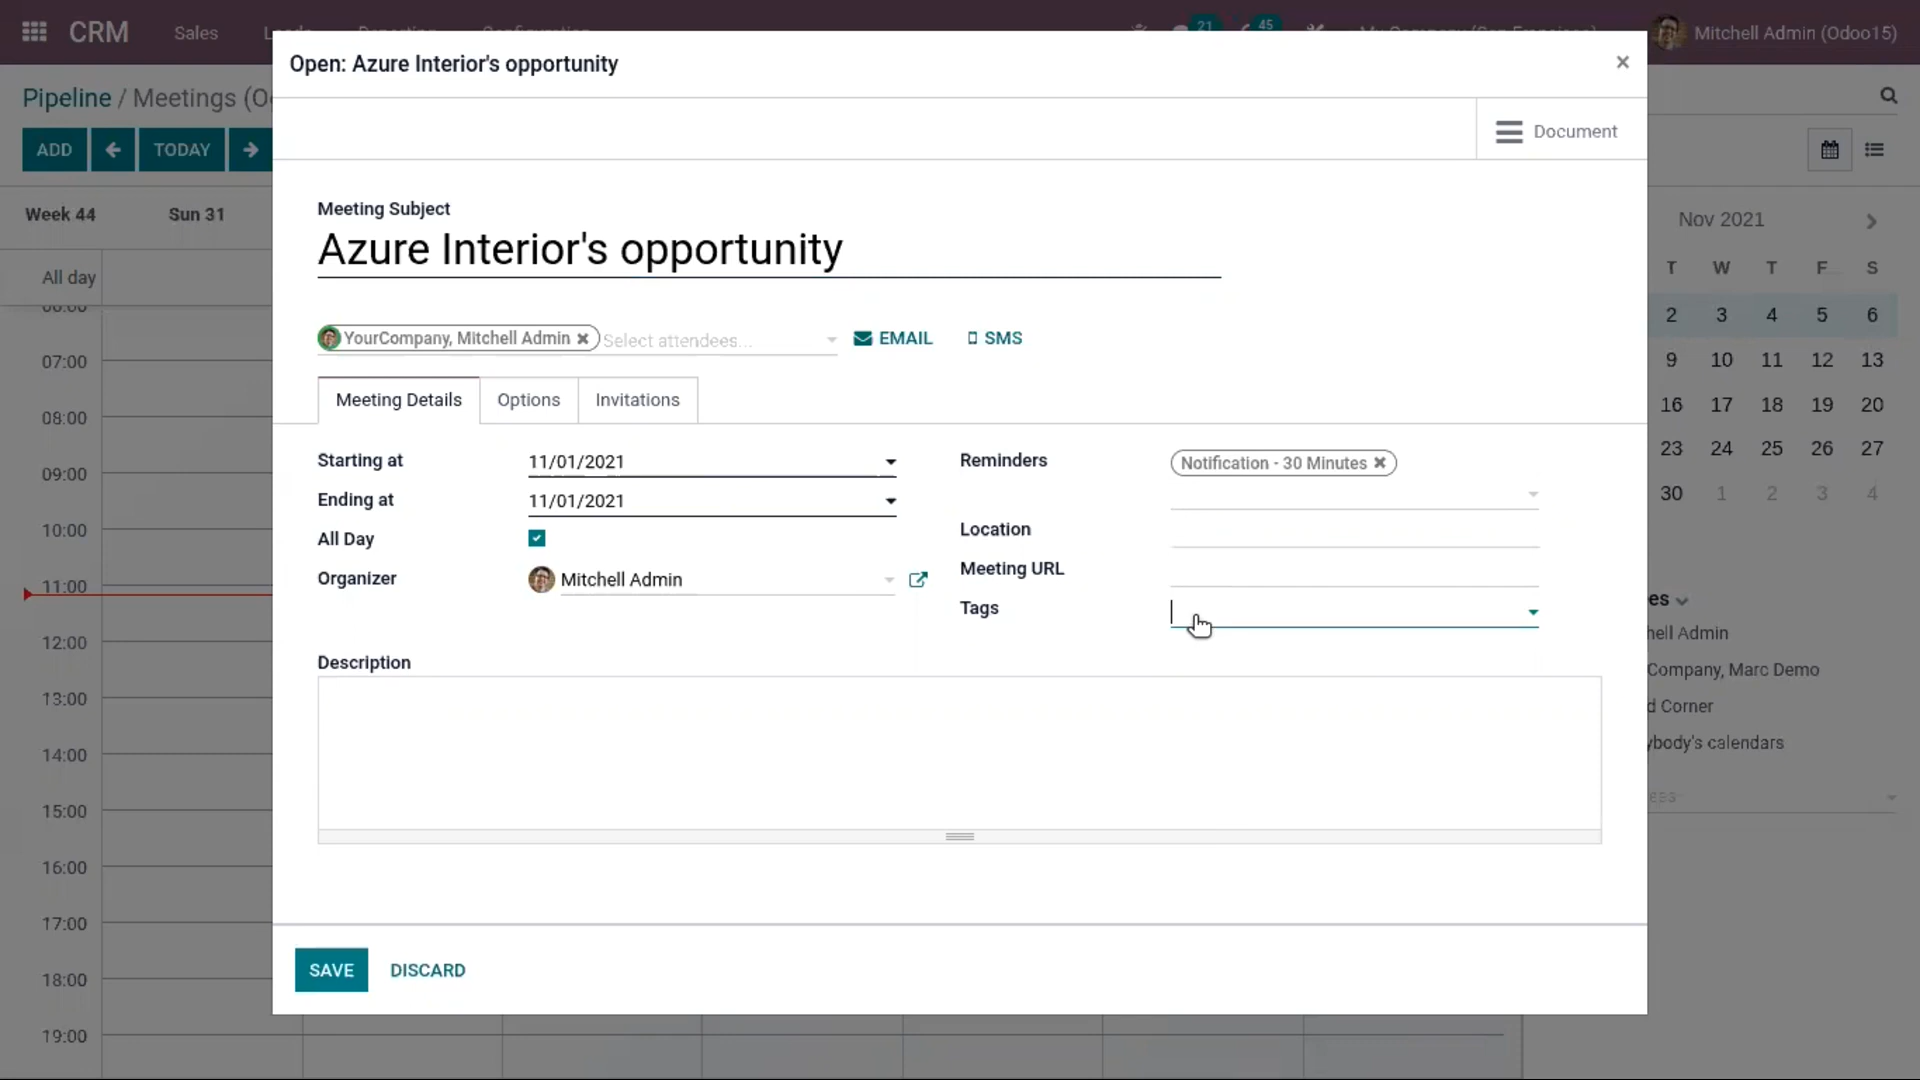 CRM Sales
21 45 Mitchell Admin (Odoo15)
Open: Azure Interior's opportunity ×
Pipeline / Meetings (O
Document
ADD TODAY
Week 44 Sun 31
All day
07:00
08:00
09:00
10:00
11:00
12:00
13:00
14:00
15:00
16:00
17:00
18:00
19:00
Meeting Subject
Azure Interior's opportunity
YourCompany, Mitchell Admin Select attendees... EMAIL SMS
Meeting Details Options Invitations
Starting at 11/01/2021
Ending at 11/01/2021
All Day
Organizer Mitchell Admin
Reminders Notification - 30 Minutes
Location
Meeting URL
Tags
Description
SAVE DISCARD
Nov 2021
T W T F S
2 3 4 5 6
9 10 11 12 13
16 17 18 19 20
23 24 25 26 27
30 1 2 3 4
es
hell Admin
Company, Marc Demo
d Corner
ybody's calendars